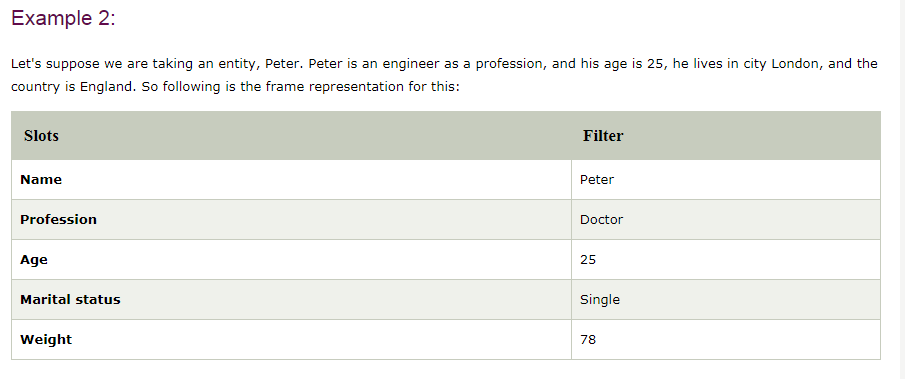 Example 2:
Let's suppose we are taking an entity, Peter. Peter is an engineer as a profession, and his age is 25, he lives in city London, and the
country is England. So following is the frame representation for this:
Slots Filter
Name Peter
Profession Doctor
Age 25
Marital status Single
Weight 78